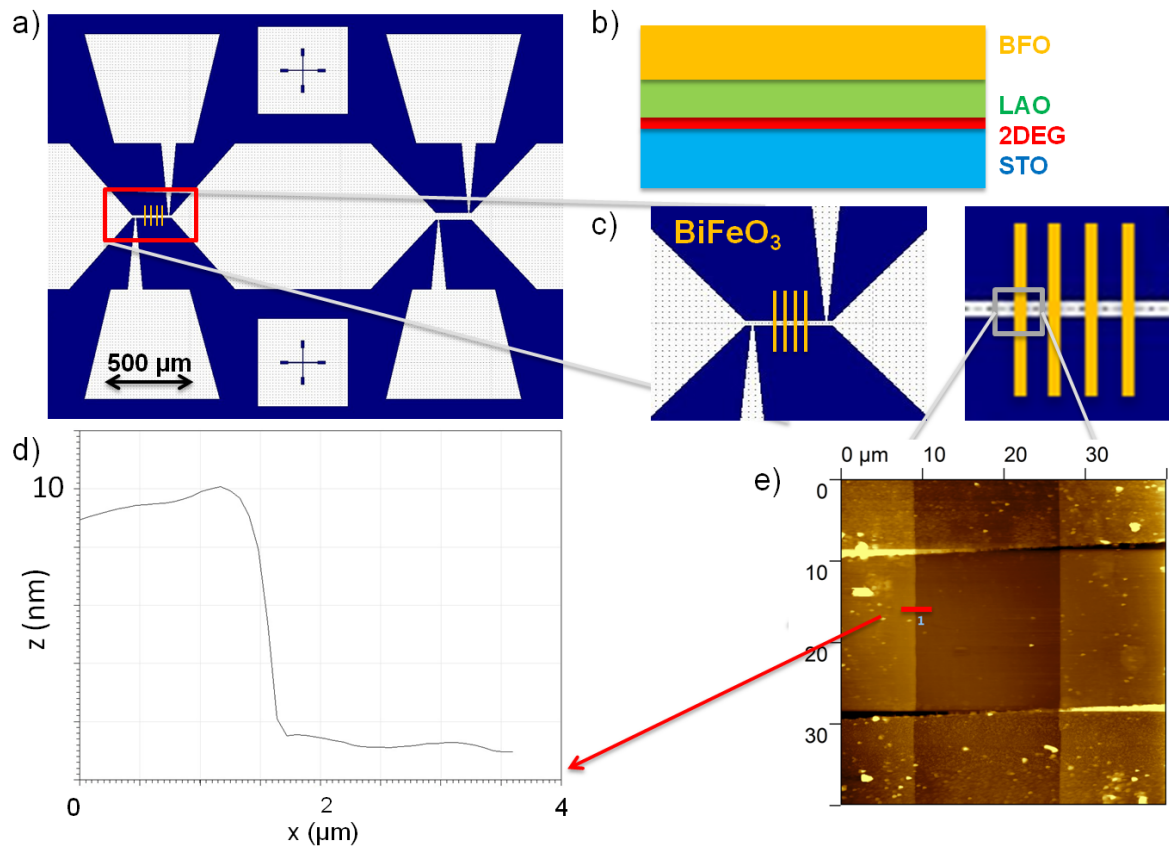 a)
500 µm
b)
BFO
LAO
2DEG
STO
c)
BiFeO₃
d)
10
z (nm)
0
2
4
x (µm)
e)
0 µm
10
20
30
0
10
20
30
1